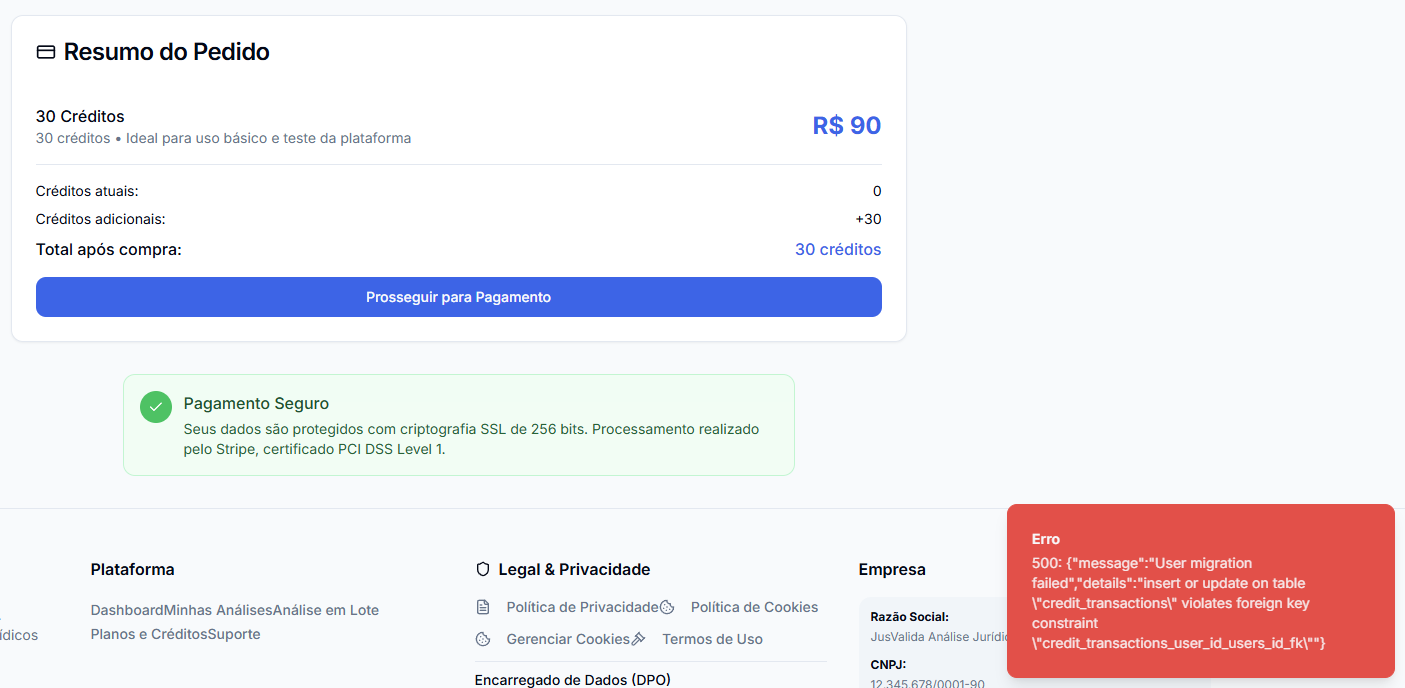 Resumo do Pedido
30 Créditos
30 créditos • Ideal para uso básico e teste da plataforma
R$ 90
Créditos atuais:
0
Créditos adicionais:
+30
Total após compra:
30 créditos
Prosseguir para Pagamento
Pagamento Seguro
Seus dados são protegidos com criptografia SSL de 256 bits. Processamento realizado
pelo Stripe, certificado PCI DSS Level 1.
ídicos
Plataforma
DashboardMinhas AnálisesAnálise em Lote
Planos e CréditosSuporte
Legal & Privacidade
Política de Privacidade
Política de Cookies
Gerenciar Cookies
Termos de Uso
Encarregado de Dados (DPO)
Empresa
Razão Social:
JusValida Análise Jurídic
CNPJ:
12.345.678/0001-90
Erro
500: {"message":"User migration
failed","details":"insert or update on table
\"credit_transactions\" violates foreign key
constraint
\"credit_transactions_user_id_users_id_fk\""}